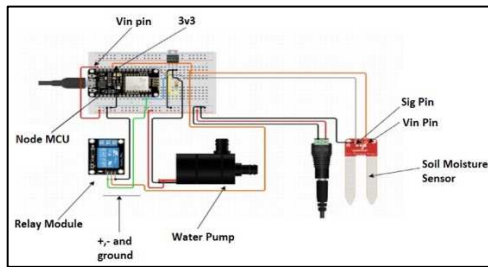 Vin pin
3v3
Node MCU
Sig Pin
Vin Pin
Soil Moisture
Sensor
Relay Module
Water Pump
+,- and
ground